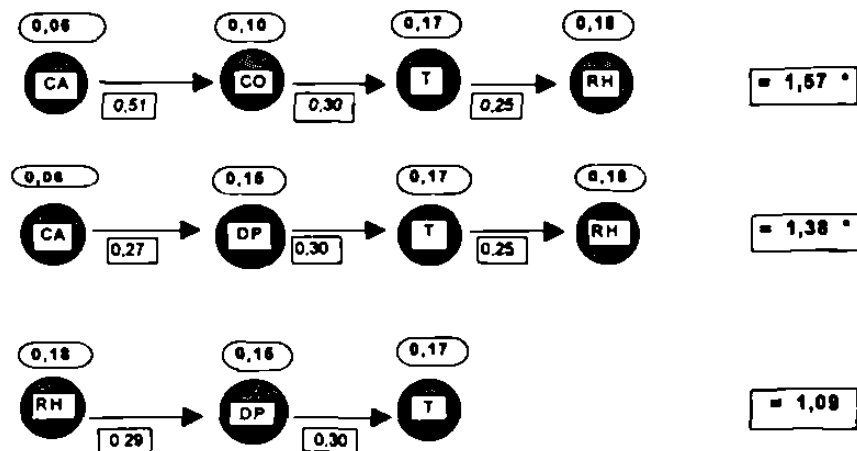 0,06 0,10 0,17 0,18
CA CO T RH = 1,57 *
0,51 0,30 0,25
0,06 0,15 0,17 0,18
CA DP T RH = 1,38 *
0,27 0,30 0,25
0,18 0,15 0,17
RH DP T = 1,09
0,29 0,30